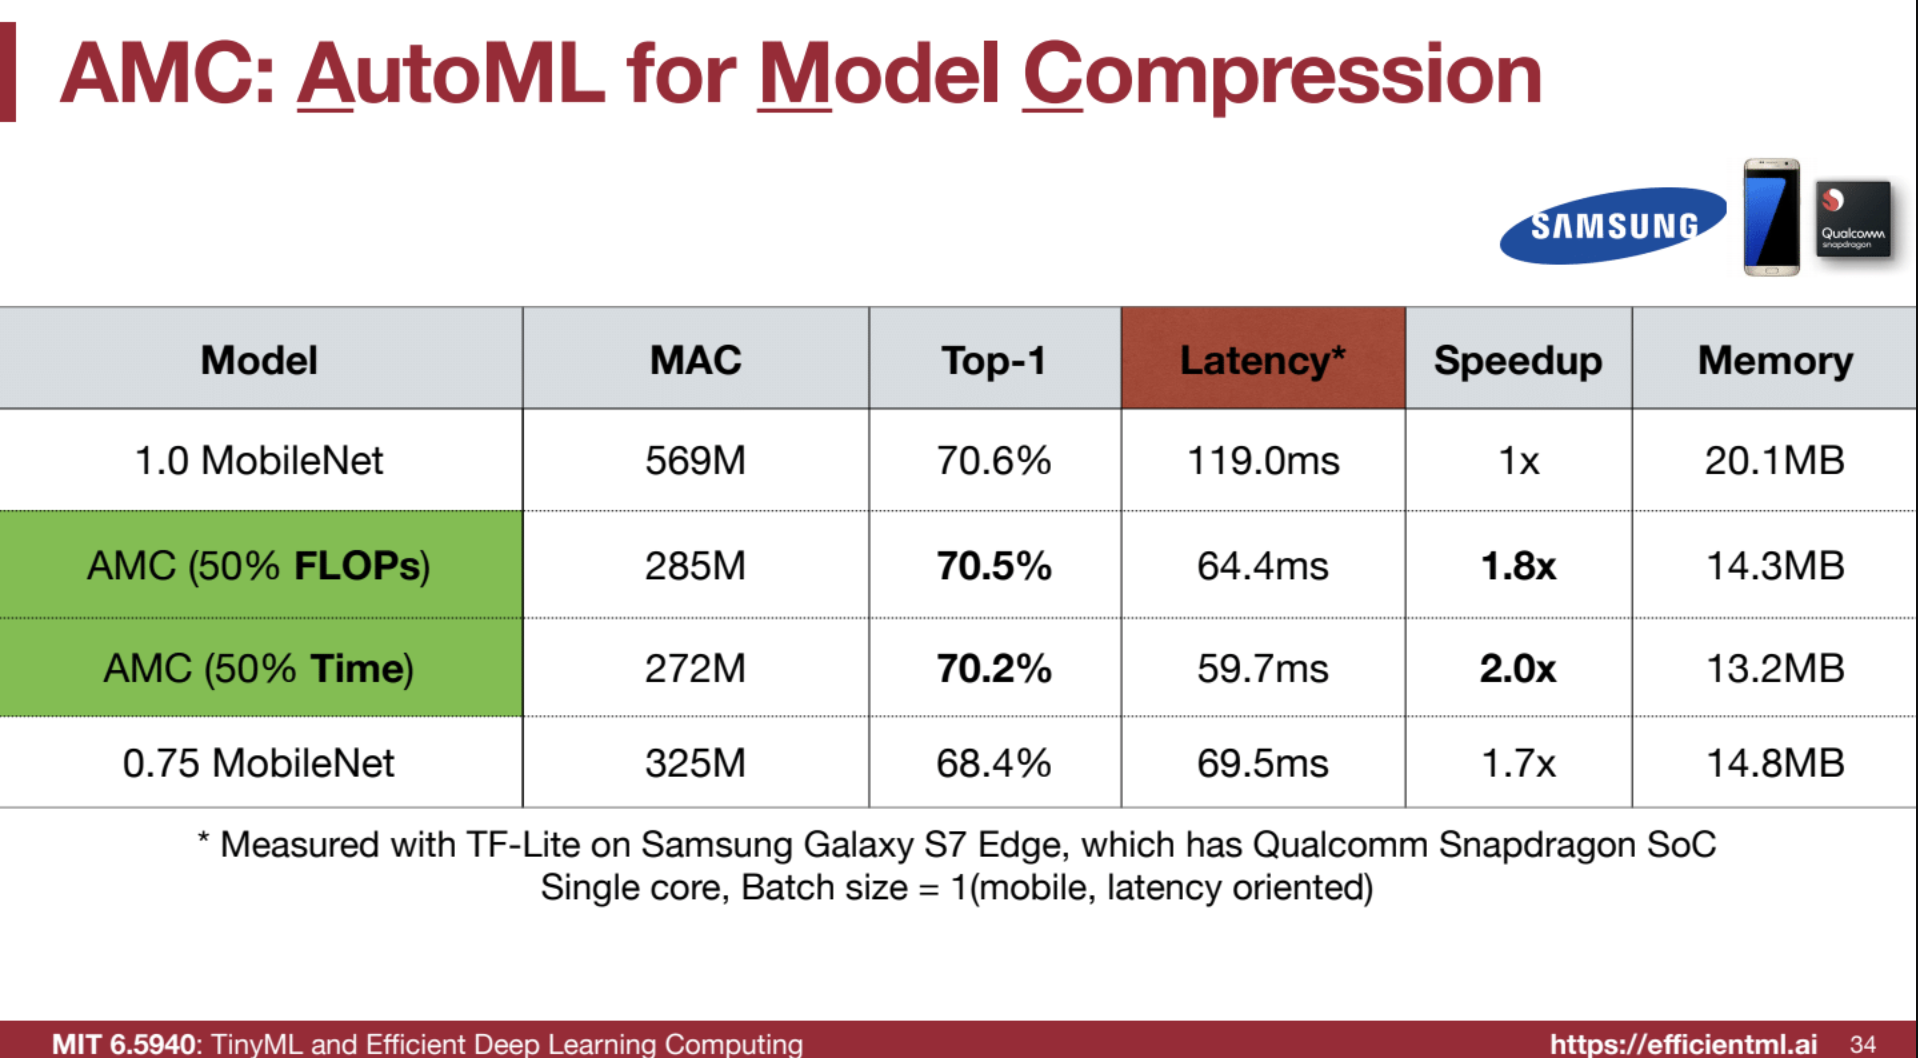 AMC: AutoML for Model Compression
SAMSUNG
Qualcomm
snapdragon
Model MAC Top-1 Latency* Speedup Memory
1.0 MobileNet 569M 70.6% 119.0ms 1x 20.1MB
AMC (50% FLOPs) 285M 70.5% 64.4ms 1.8x 14.3MB
AMC (50% Time) 272M 70.2% 59.7ms 2.0x 13.2MB
0.75 MobileNet 325M 68.4% 69.5ms 1.7x 14.8MB
* Measured with TF-Lite on Samsung Galaxy S7 Edge, which has Qualcomm Snapdragon SoC
Single core, Batch size = 1(mobile, latency oriented)
MIT 6.5940: TinyML and Efficient Deep Learning Computing https://efficientml.ai 34